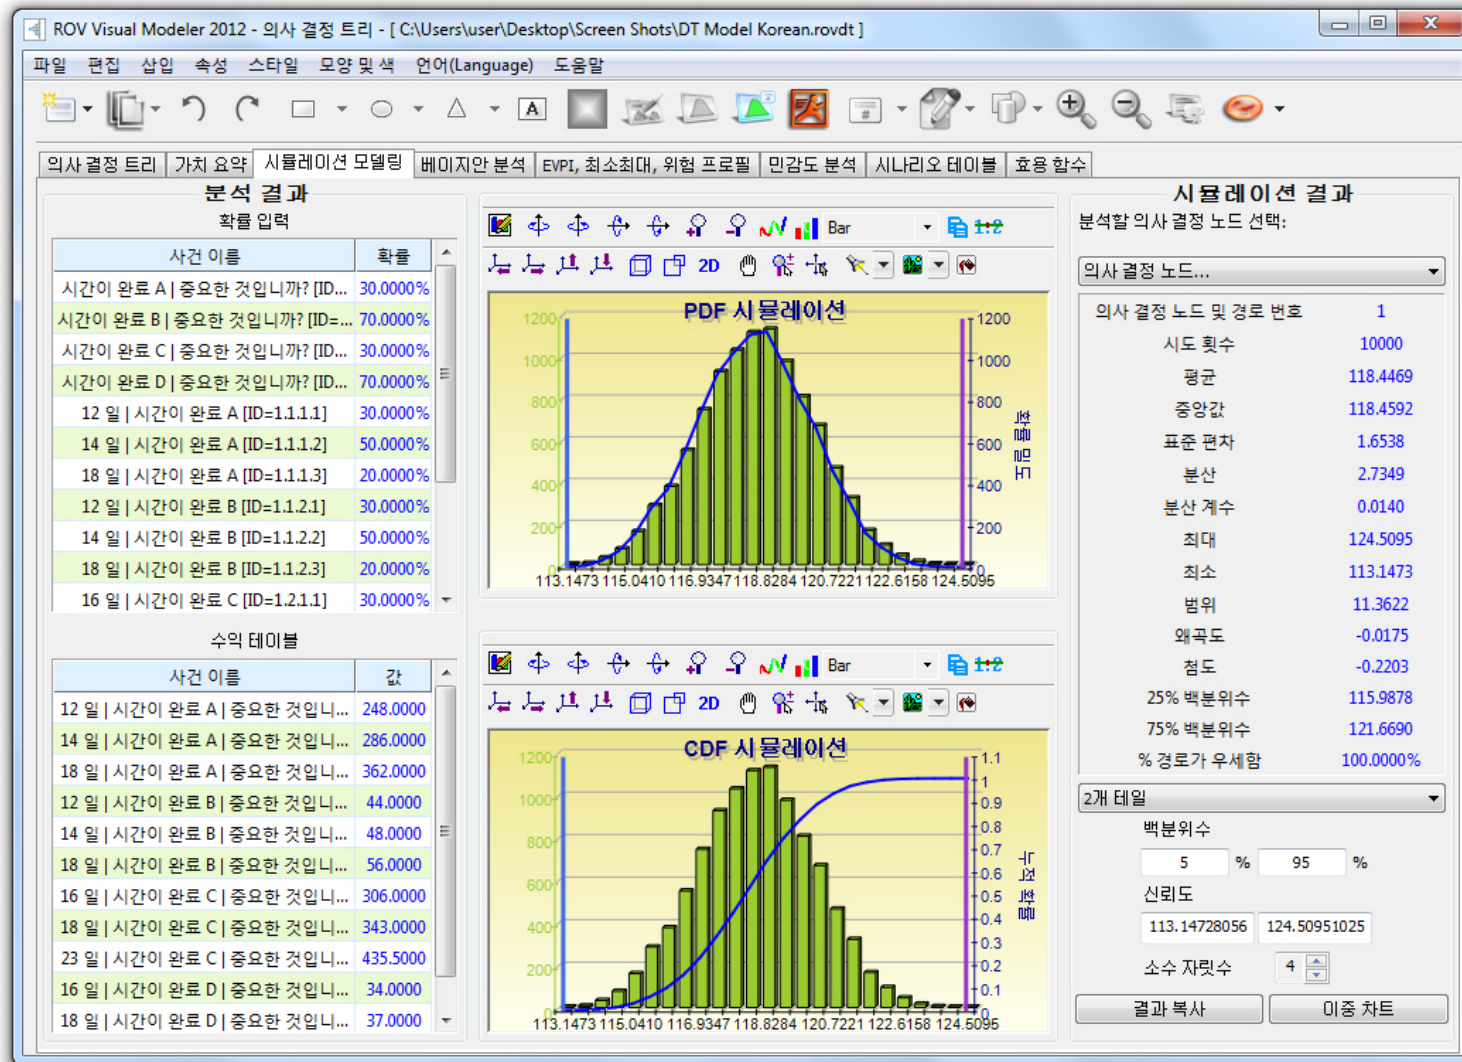 ROV Visual Modeler 2012 - 의사 결정 트리 - [ C:\Users\user\Desktop\Screen Shots\DT Model Korean.rovdt ]
파일 편집 삽입 속성 스타일 모양 및 색 언어(Language) 도움말
A
#
의사 결정 트리 가치 요약 시뮬레이션 모델링 베이지안 분석 EVPI, 최소최대, 위험 프로필 민감도 분석 시나리오 테이블 효용 함수
분석 결과
확률 입력
사건 이름 확률
시간이 완료 A | 중요한 것입니까? [ID... 30.0000%
시간이 완료 B | 중요한 것입니까? [ID=... 70.0000%
시간이 완료 C | 중요한 것입니까? [ID... 30.0000%
시간이 완료 D | 중요한 것입니까? [ID... 70.0000%
12 일 | 시간이 완료 A [ID=1.1.1.1] 30.0000%
14 일 | 시간이 완료 A [ID=1.1.1.2] 50.0000%
18 일 | 시간이 완료 A [ID=1.1.1.3] 20.0000%
12 일 | 시간이 완료 B [ID=1.1.2.1] 30.0000%
14 일 | 시간이 완료 B [ID=1.1.2.2] 50.0000%
18 일 | 시간이 완료 B [ID=1.1.2.3] 20.0000%
16 일 | 시간이 완료 C [ID=1.2.1.1] 30.0000%
수익 테이블
사건 이름 값
12 일 | 시간이 완료 A | 중요한 것입니... 248.0000
14 일 | 시간이 완료 A | 중요한 것입니... 286.0000
18 일 | 시간이 완료 A | 중요한 것입니... 362.0000
12 일 | 시간이 완료 B | 중요한 것입니... 44.0000
14 일 | 시간이 완료 B | 중요한 것입니... 48.0000
18 일 | 시간이 완료 B | 중요한 것입니... 56.0000
16 일 | 시간이 완료 C | 중요한 것입니... 306.0000
18 일 | 시간이 완료 C | 중요한 것입니... 343.0000
23 일 | 시간이 완료 C | 중요한 것입니... 435.5000
16 일 | 시간이 완료 D | 중요한 것입니... 34.0000
18 일 | 시간이 완료 D | 중요한 것입니... 37.0000
Bar 1:2
2D
PDF 시뮬레이션
1200 1200
1000 1000
800 800
600 600
400 400
200 200
0 0
확률 밀도
113.1473 115.0410 116.9347 118.8284 120.7221 122.6158 124.5095
Bar 1:2
2D
CDF 시뮬레이션
1200 1.1
1
1000 0.9
0.8
800 0.7
0.6
600 0.5
400 0.4
0.3
200 0.2
0.1
0 0
누적 확률
113.1473 115.0410 116.9347 118.8284 120.7221 122.6158 124.5095
시뮬레이션 결과
분석할 의사 결정 노드 선택:
의사 결정 노드...
의사 결정 노드 및 경로 번호 1
시도 횟수 10000
평균 118.4469
중앙값 118.4592
표준 편차 1.6538
분산 2.7349
분산 계수 0.0140
최대 124.5095
최소 113.1473
범위 11.3622
왜곡도 -0.0175
첨도 -0.2203
25% 백분위수 115.9878
75% 백분위수 121.6690
% 경로가 우세함 100.0000%
2개 테일
백분위수
5 % 95 %
신뢰도
113.14728056 124.50951025
소수 자릿수 4
결과 복사 이중 차트